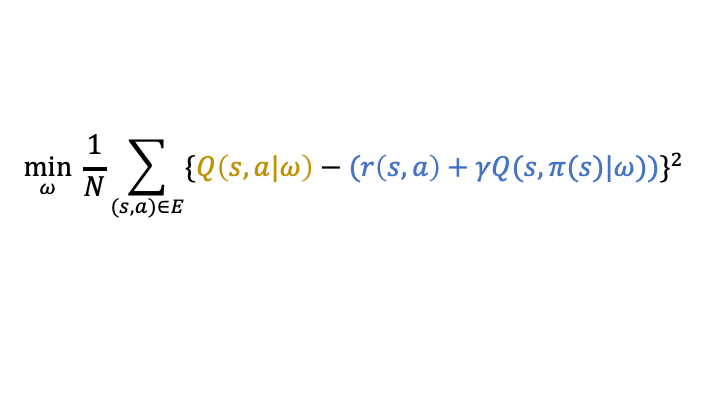 min_ω 1/N ∑_(s,a)∈E {Q(s,a|ω) − (r(s,a) + γQ(s,π(s)|ω))}²